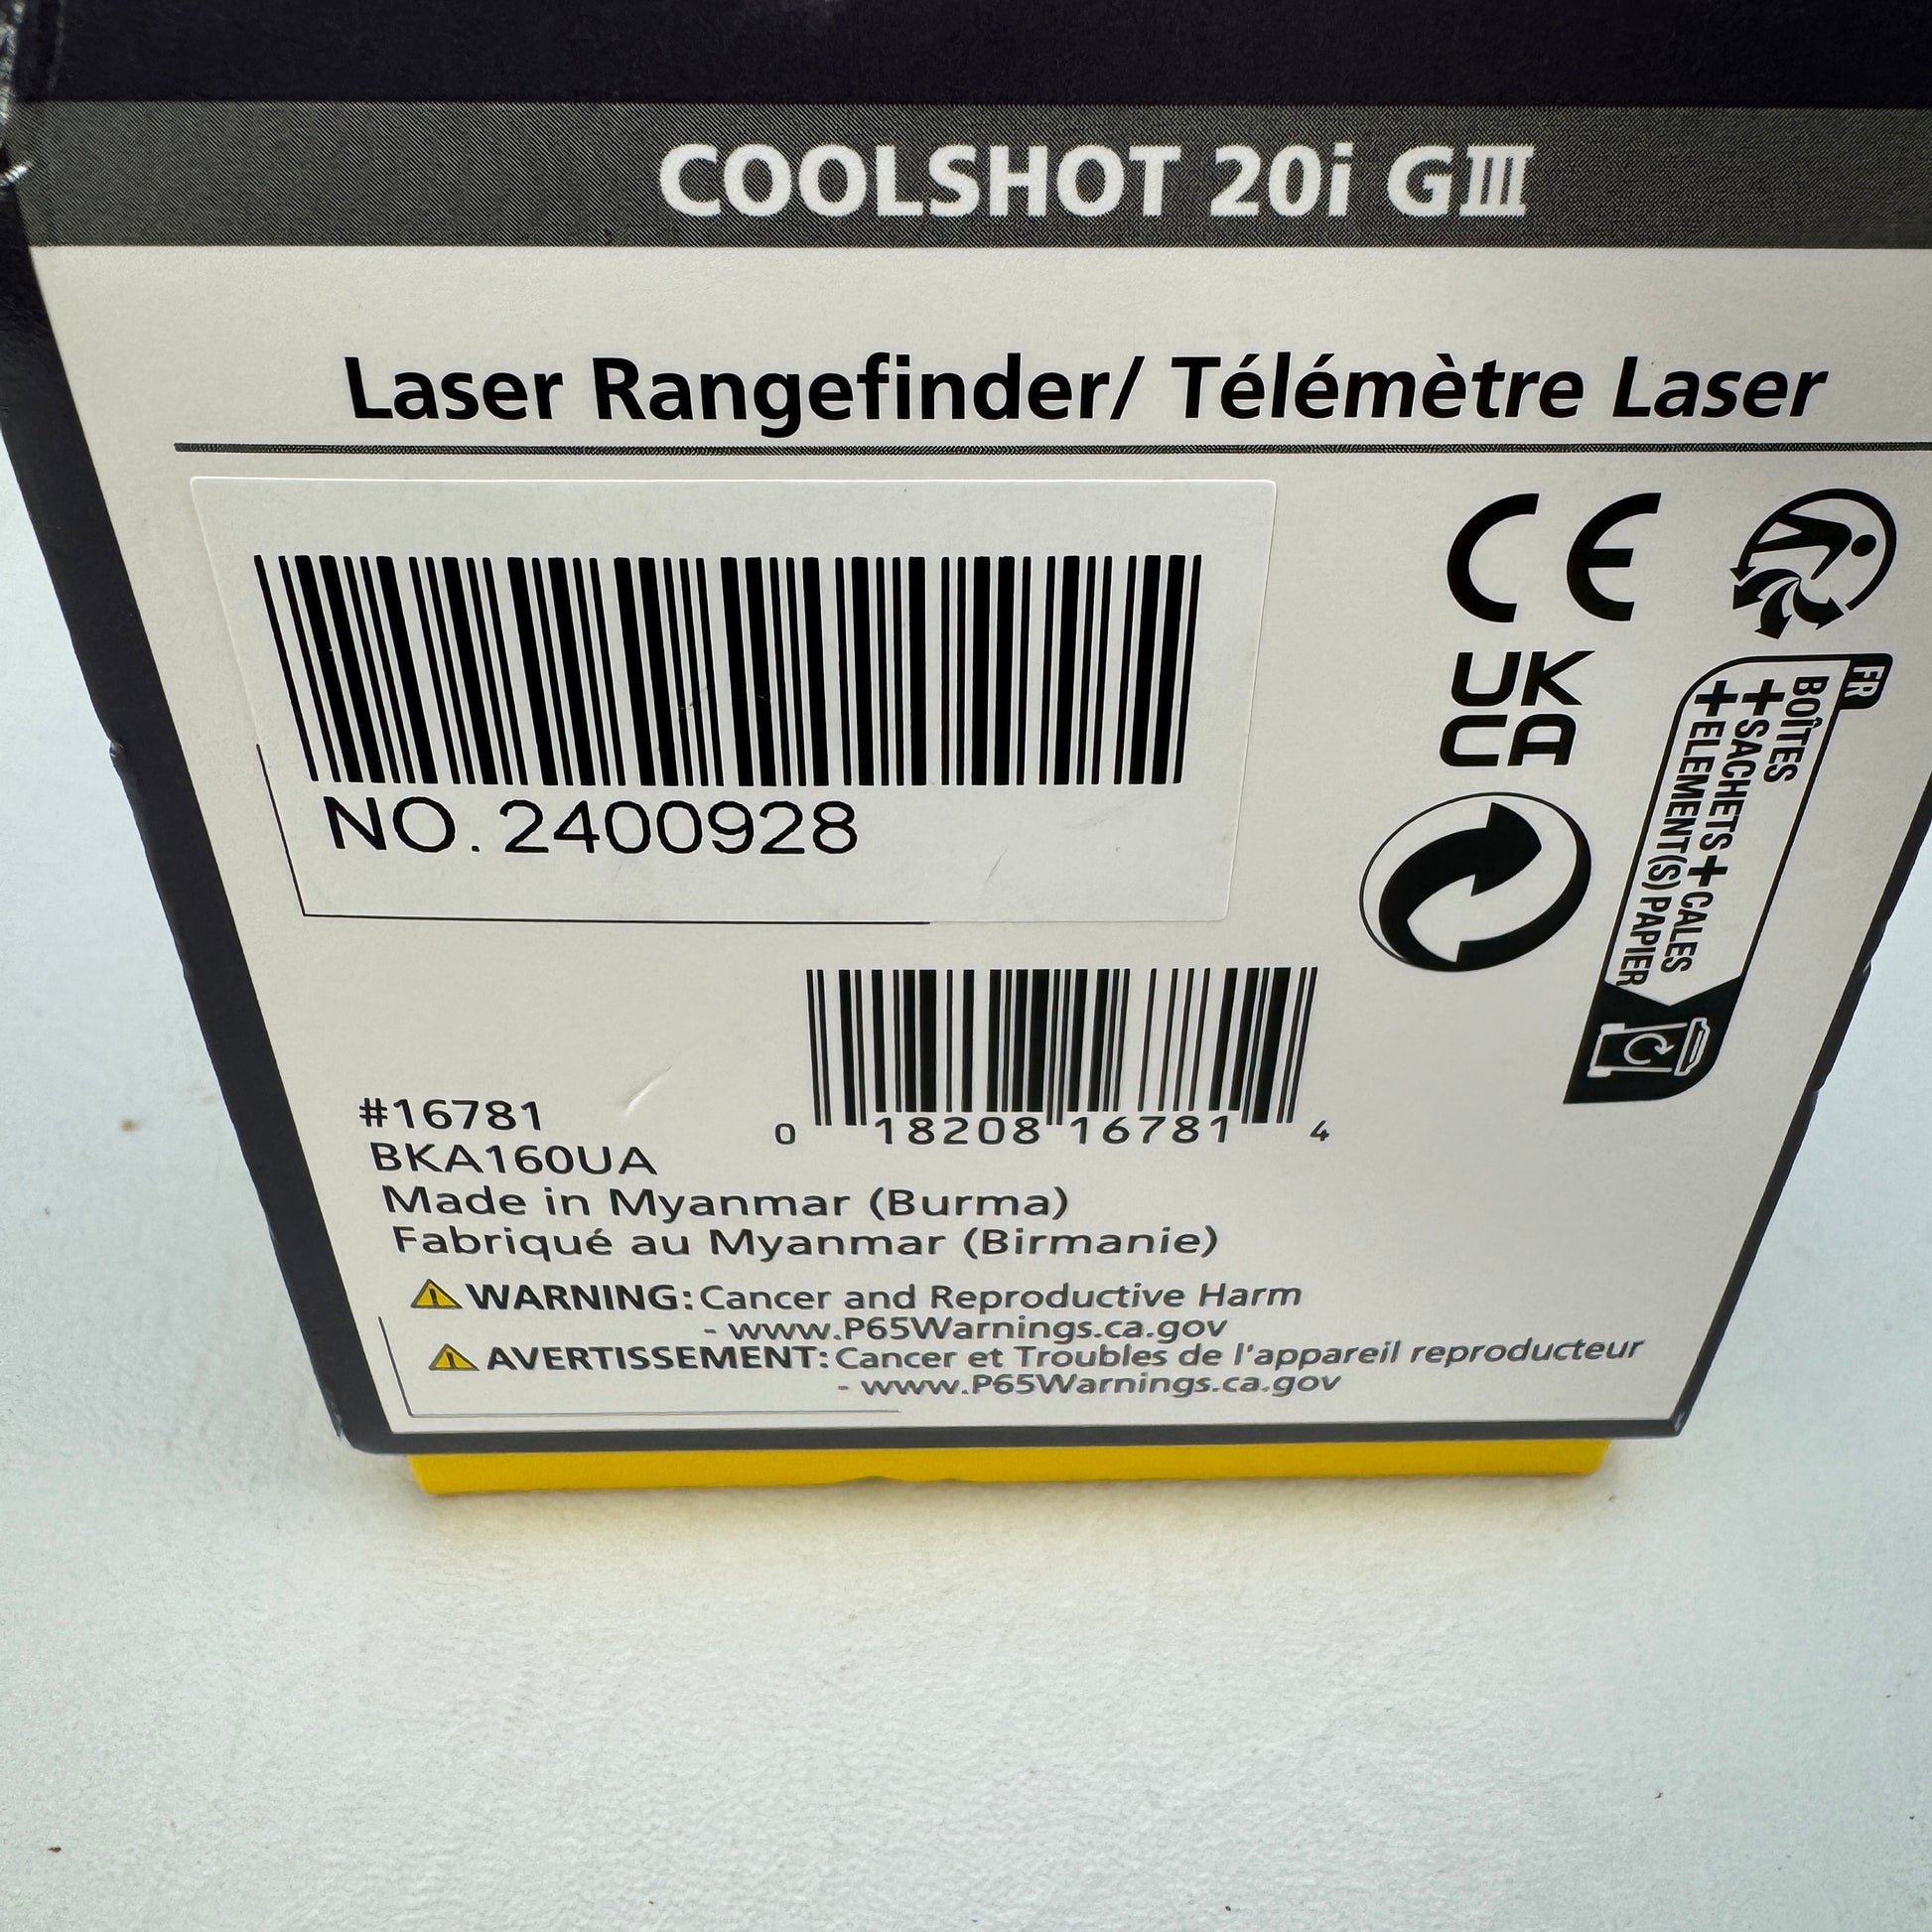 COOLSHOT 20i GIII
Laser Rangefinder/ Télémètre Laser
NO. 2400928
CE
UK
CA
FR
BOÎTES
+ SACHETS + CALES
+ ELEMENT(S) PAPIER
0 18208 16781 4
#16781
BKA160UA
Made in Myanmar (Burma)
Fabriqué au Myanmar (Birmanie)
WARNING: Cancer and Reproductive Harm
- www.P65Warnings.ca.gov
AVERTISSEMENT: Cancer et Troubles de l'appareil reproducteur
- www.P65Warnings.ca.gov